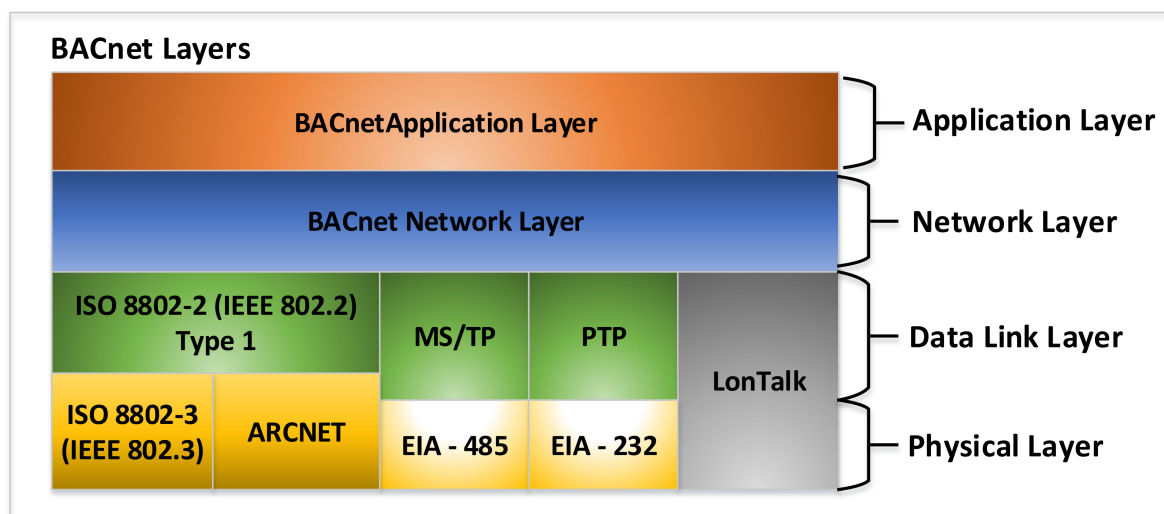 BACnet Layers
BACnetApplication Layer
Application Layer
BACnet Network Layer
Network Layer
ISO 8802-2 (IEEE 802.2)
Type 1
MS/TP
PTP
LonTalk
Data Link Layer
ISO 8802-3
(IEEE 802.3)
ARCNET
EIA - 485
EIA - 232
Physical Layer